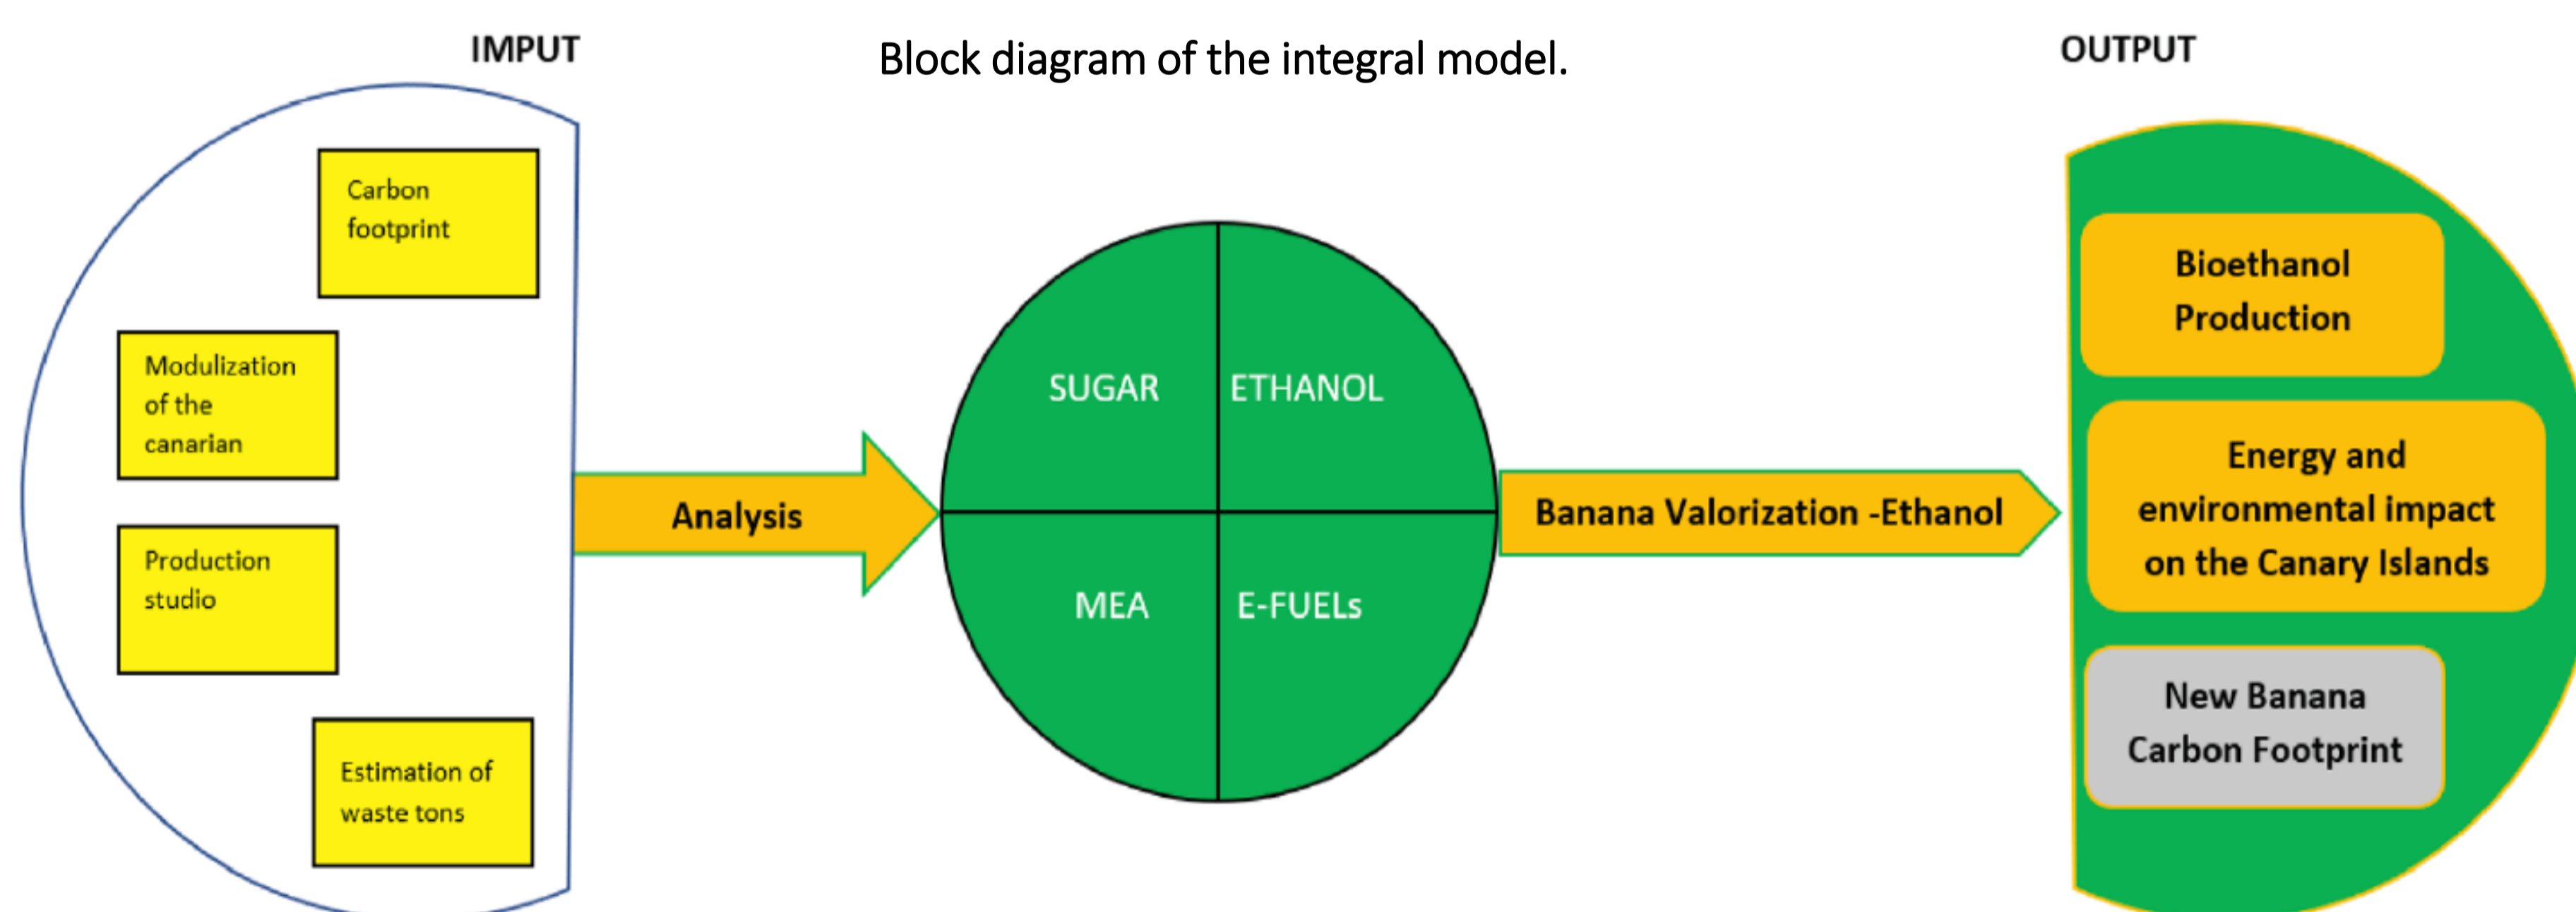 IMPUT
Block diagram of the integral model.
OUTPUT
Carbon
footprint
Modulization
of the
canarian
Production
studio
Estimation of
waste tons
Analysis
SUGAR
ETHANOL
MEA
E-FUELs
Banana Valorization -Ethanol
Bioethanol
Production
Energy and
environmental impact
on the Canary Islands
New Banana
Carbon Footprint